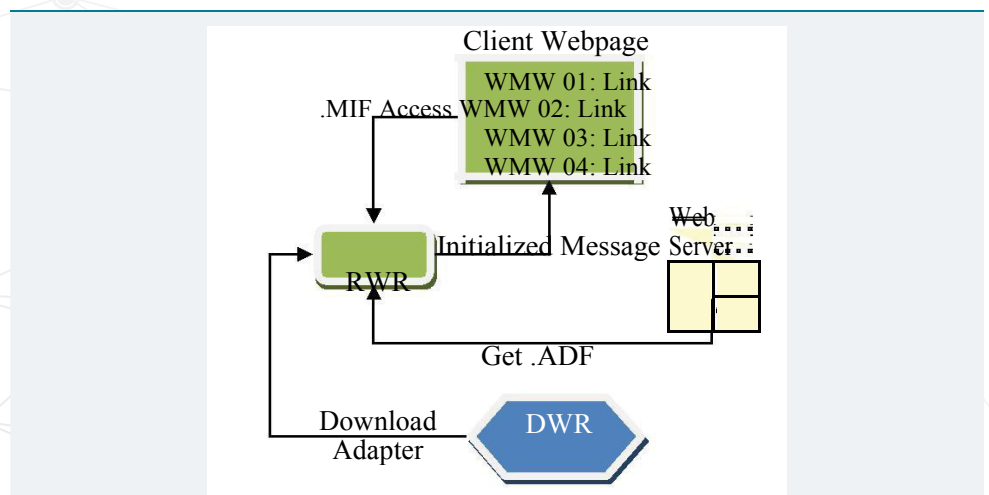 Client Webpage
WMW 01: Link
.MIF Access WMW 02: Link
WMW 03: Link
WMW 04: Link
Web
Initialized Message Server
RWR
Get .ADF
Download
Adapter
DWR